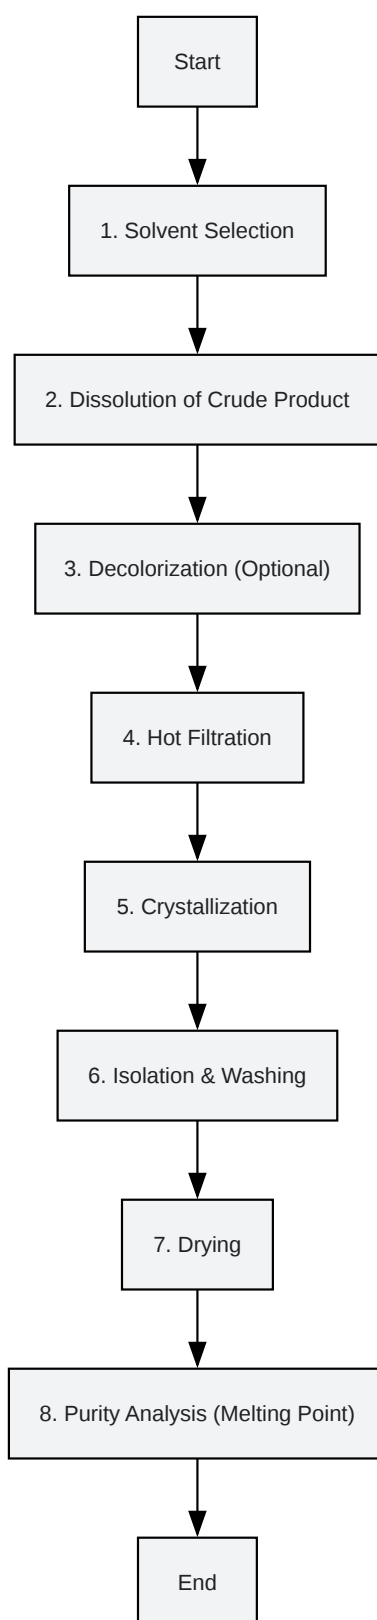 Start
1. Solvent Selection
2. Dissolution of Crude Product
3. Decolorization (Optional)
4. Hot Filtration
5. Crystallization
6. Isolation & Washing
7. Drying
8. Purity Analysis (Melting Point)
End